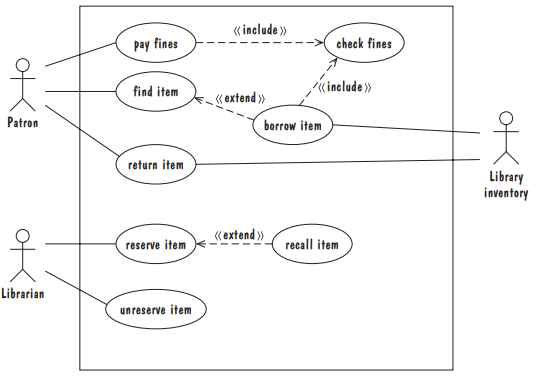 《include》
pay fines
check fines
《include》
find item
《extend》
borrow item
Patron
return item
Library
inventory
《extend》
reserve item
recall item
Librarian
unreserve item